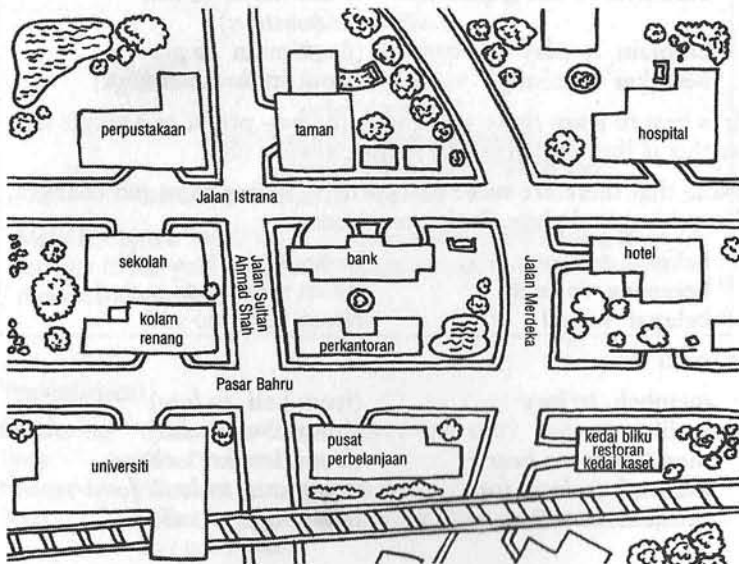 perpustakaan
taman
hospital
Jalan Istrana
sekolah
Jalan Sultan
Ahmad Shah
bank
Jalan Merdeka
hotel
kolam
renang
perkantoran
Pasar Bahru
universiti
pusat
perbelanjaan
kedai bliku
restoran
kedai kaset